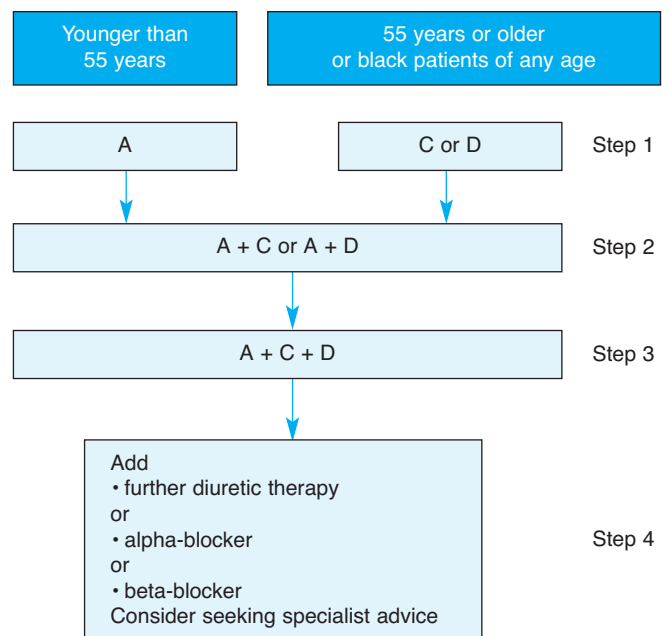 Younger than
55 years
55 years or older
or black patients of any age
A
C or D
Step 1
A + C or A + D
Step 2
A + C + D
Step 3
Add
• further diuretic therapy
or
• alpha-blocker
or
• beta-blocker
Consider seeking specialist advice
Step 4